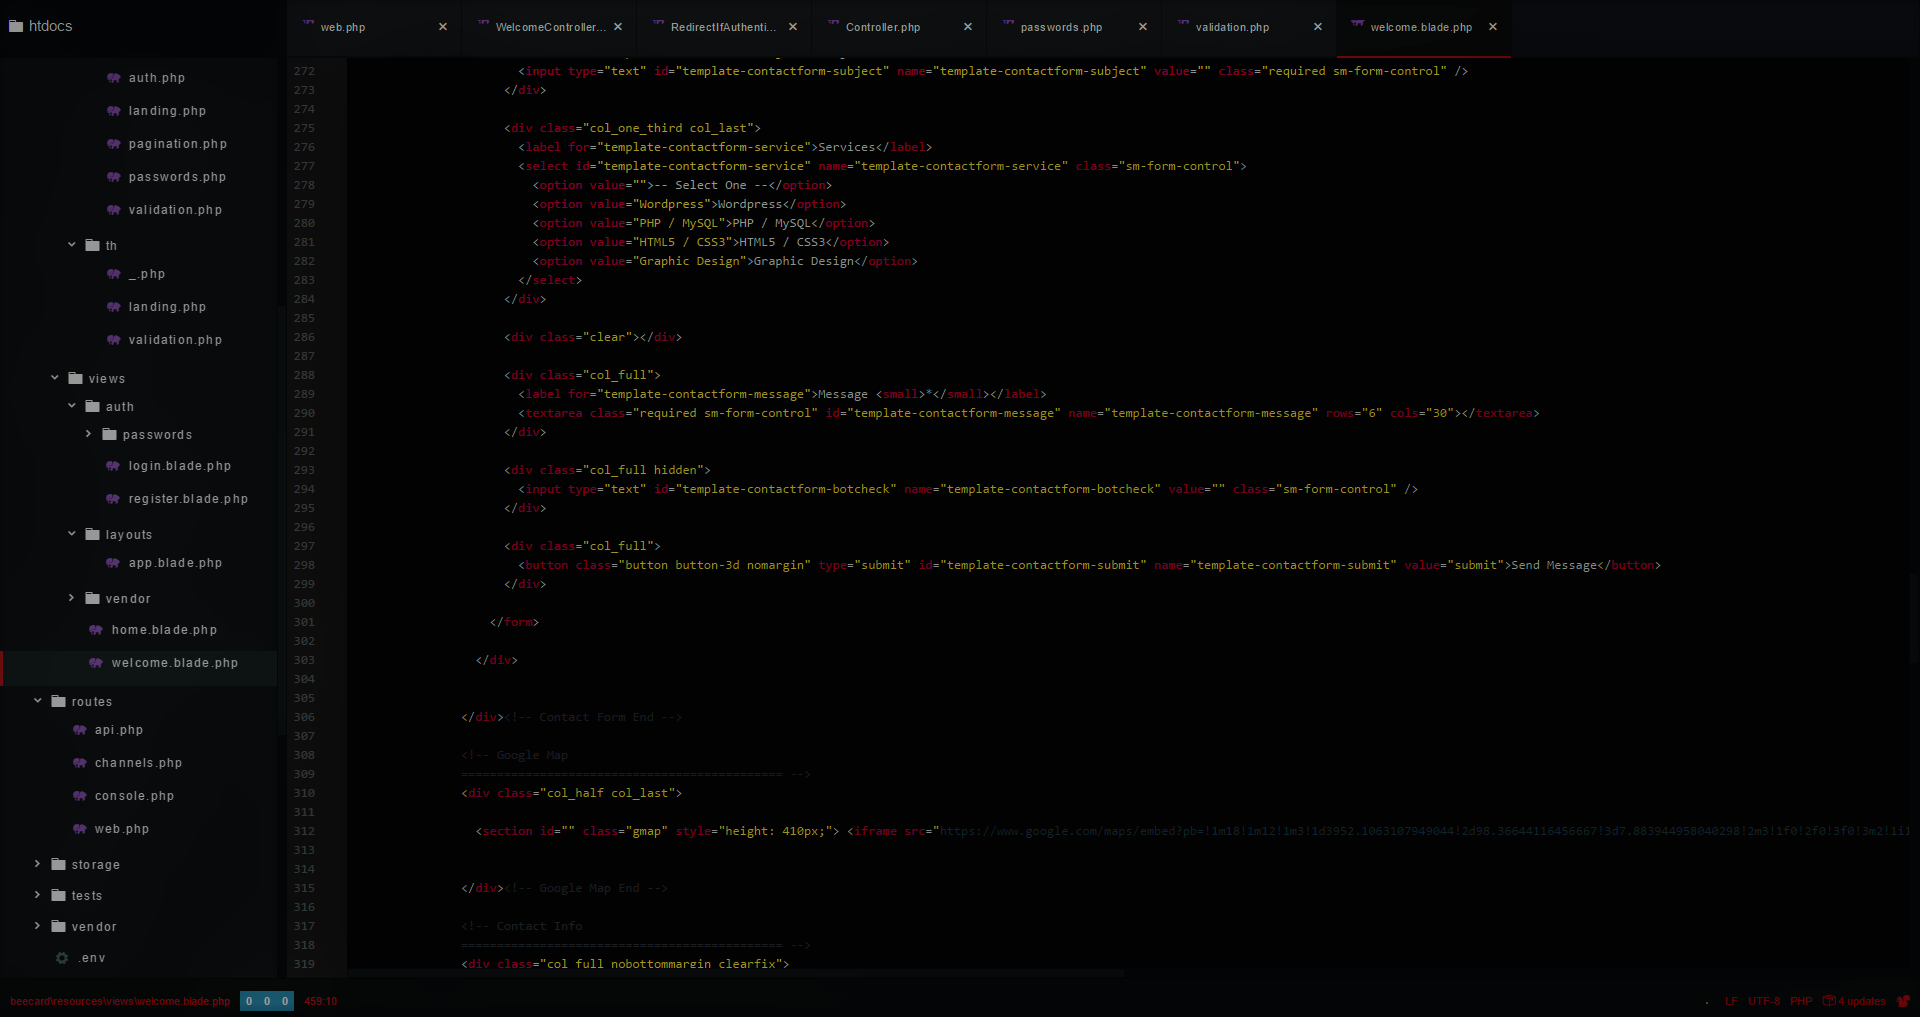 htdocs
auth.php
landing.php
pagination.php
passwords.php
validation.php
th
_.php
landing.php
validation.php
views
auth
passwords
login.blade.php
register.blade.php
layouts
app.blade.php
vendor
home.blade.php
welcome.blade.php
routes
api.php
channels.php
console.php
web.php
storage
tests
vendor
.env
web.php × WelcomeController... × RedirectIfAuthenti... × Controller.php × passwords.php × validation.php × welcome.blade.php ×
272 <input type="text" id="template-contactform-subject" name="template-contactform-subject" value="" class="required sm-form-control" />
273 </div>
274
275 <div class="col_one_third col_last">
276 <label for="template-contactform-service">Services</label>
277 <select id="template-contactform-service" name="template-contactform-service" class="sm-form-control">
278 <option value="">-- Select One --</option>
279 <option value="Wordpress">Wordpress</option>
280 <option value="PHP / MySQL">PHP / MySQL</option>
281 <option value="HTML5 / CSS3">HTML5 / CSS3</option>
282 <option value="Graphic Design">Graphic Design</option>
283 </select>
284 </div>
285
286 <div class="clear"></div>
287
288 <div class="col_full">
289 <label for="template-contactform-message">Message <small>*</small></label>
290 <textarea class="required sm-form-control" id="template-contactform-message" name="template-contactform-message" rows="6" cols="30"></textarea>
291 </div>
292
293 <div class="col_full hidden">
294 <input type="text" id="template-contactform-botcheck" name="template-contactform-botcheck" value="" class="sm-form-control" />
295 </div>
296
297 <div class="col_full">
298 <button class="button button-3d nomargin" type="submit" id="template-contactform-submit" name="template-contactform-submit" value="submit">Send Message</button>
299 </div>
300
301 </form>
302
303 </div>
304
305
306 </div><!-- Contact Form End -->
307
308 <!-- Google Map
309 ============================================= -->
310 <div class="col_half col_last">
311
312 <section id="" class="gmap" style="height: 410px;"> <iframe src="https://www.google.com/maps/embed?pb=!1m18!1m12!1m3!1d3952.1063107949044!2d98.36644116456667!3d7.883944958040298!2m3!1f0!2f0!3f0!3m2!1i1
313
314
315 </div><!-- Google Map End -->
316
317 <!-- Contact Info
318 ============================================= -->
319 <div class="col_full nobottommargin clearfix">
beecard\resources\views\welcome.blade.php 0 0 0 459:10 . LF UTF-8 PHP 4 updates